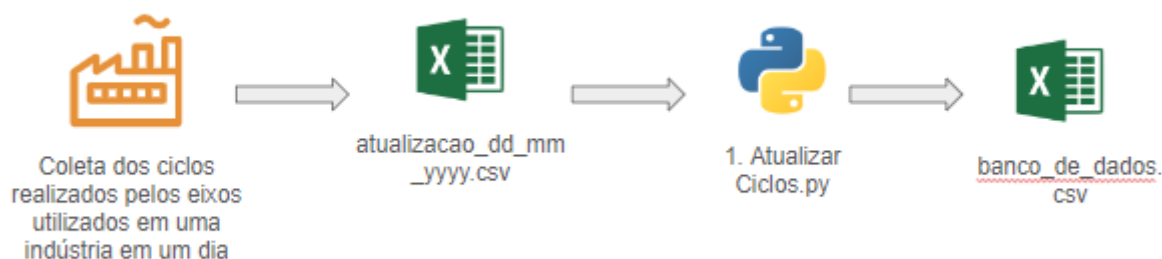 X
X
Coleta dos ciclos
realizados pelos eixos
utilizados em uma
indústria em um dia
atualizacao_dd_mm
_yyyy.csv
1. Atualizar
Ciclos.py
banco_de_dados.
csv